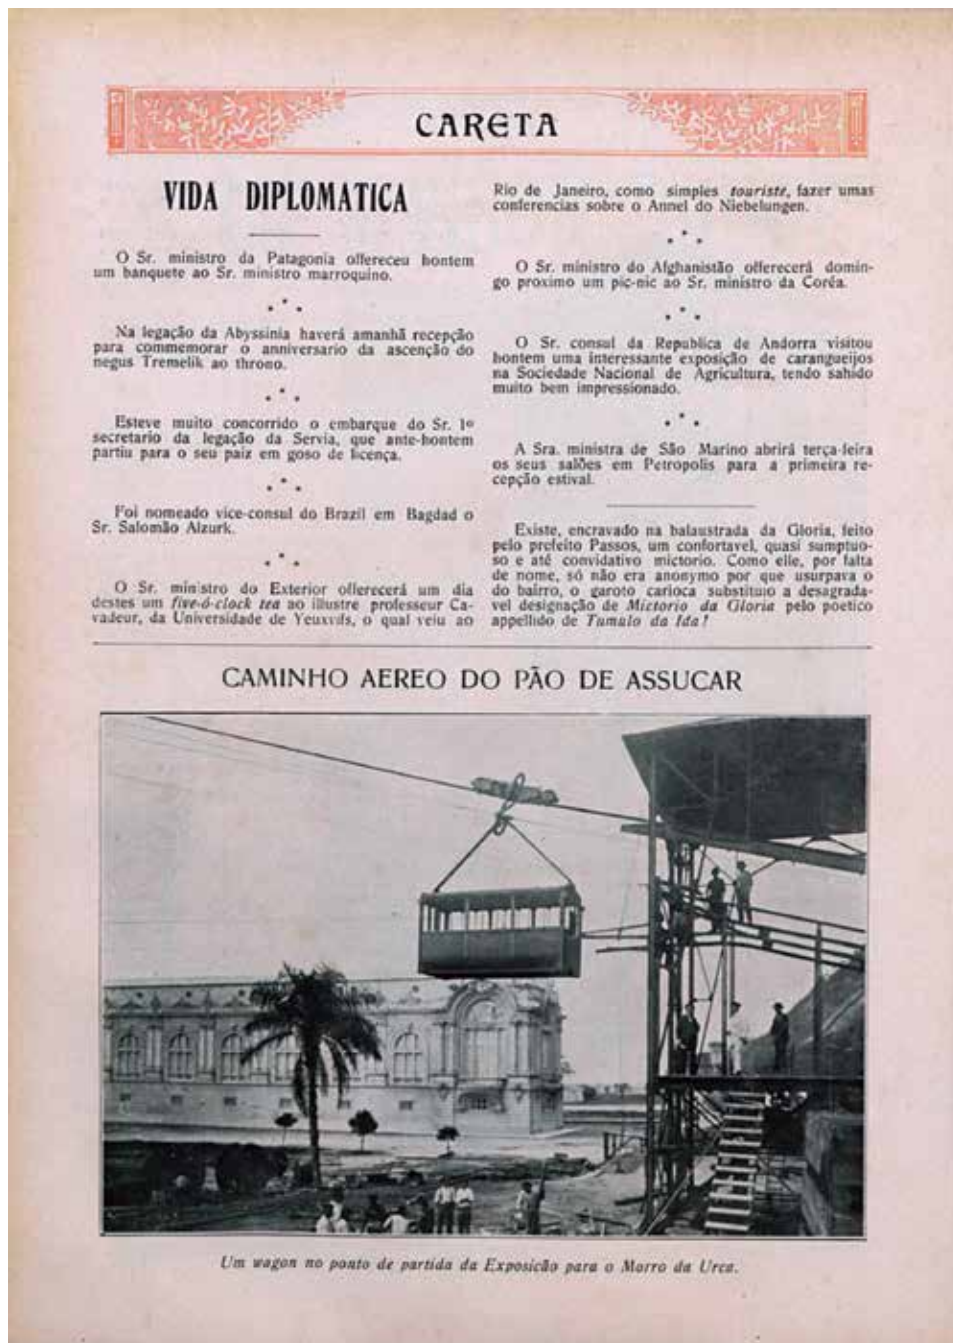 CARETA
VIDA DIPLOMATICA
O Sr. ministro da Patagonia offereceu hontem
um banquete ao Sr. ministro marroquino.
Na legação da Abyssinia haverá amanhã recepção
para commemorar o anniversario da ascenção do
negus Tremelik ao throno.
Esteve muito concorrido o embarque do Sr. 1º
secretario da legação da Servia, que ante-hontem
partiu para o seu paiz em goso de licença.
Foi nomeado vice-consul do Brazil em Bagdad o
Sr. Salomão Alzurk.
O Sr. ministro do Exterior offerecerá um dia
destes um five-ó-clock tea ao illustre professeur Ca-
vadeur, da Universidade de o qual veiu ao
Rio de Janeiro, como simples touriste, fazer umas
conferencias sobre o Annel do Niebelungen.
O Sr. ministro do Afghanistão offerecerá domin-
go proximo um pic-nic ao Sr. ministro da Coréa.
O Sr. consul da Republica de Andorra visitou
hontem uma interessante exposição de carangueijos
na Sociedade Nacional de Agricultura, tendo sahido
muito bem impressionado.
A Sra. ministra de São Marino abrirá terça-feira
os seus salões em Petropolis para a primeira re-
cepção estival.
Existe, encravado na balaustrada da Gloria, feito
pelo prefeito Passos, um confortavel, quasi sumptuo-
so e até convidativo mictorio. Como elle, por falta
de nome, só não era anonymo por que usurpava o
do bairro, o garoto carioca substituio a desagrada-
vel designação de Mictorio da Gloria pelo poetico
appellido de Tumulo da Ida!
CAMINHO AEREO DO PÃO DE ASSUCAR
Um wagon no ponto de partida da Exposição para o Morro da Urca.